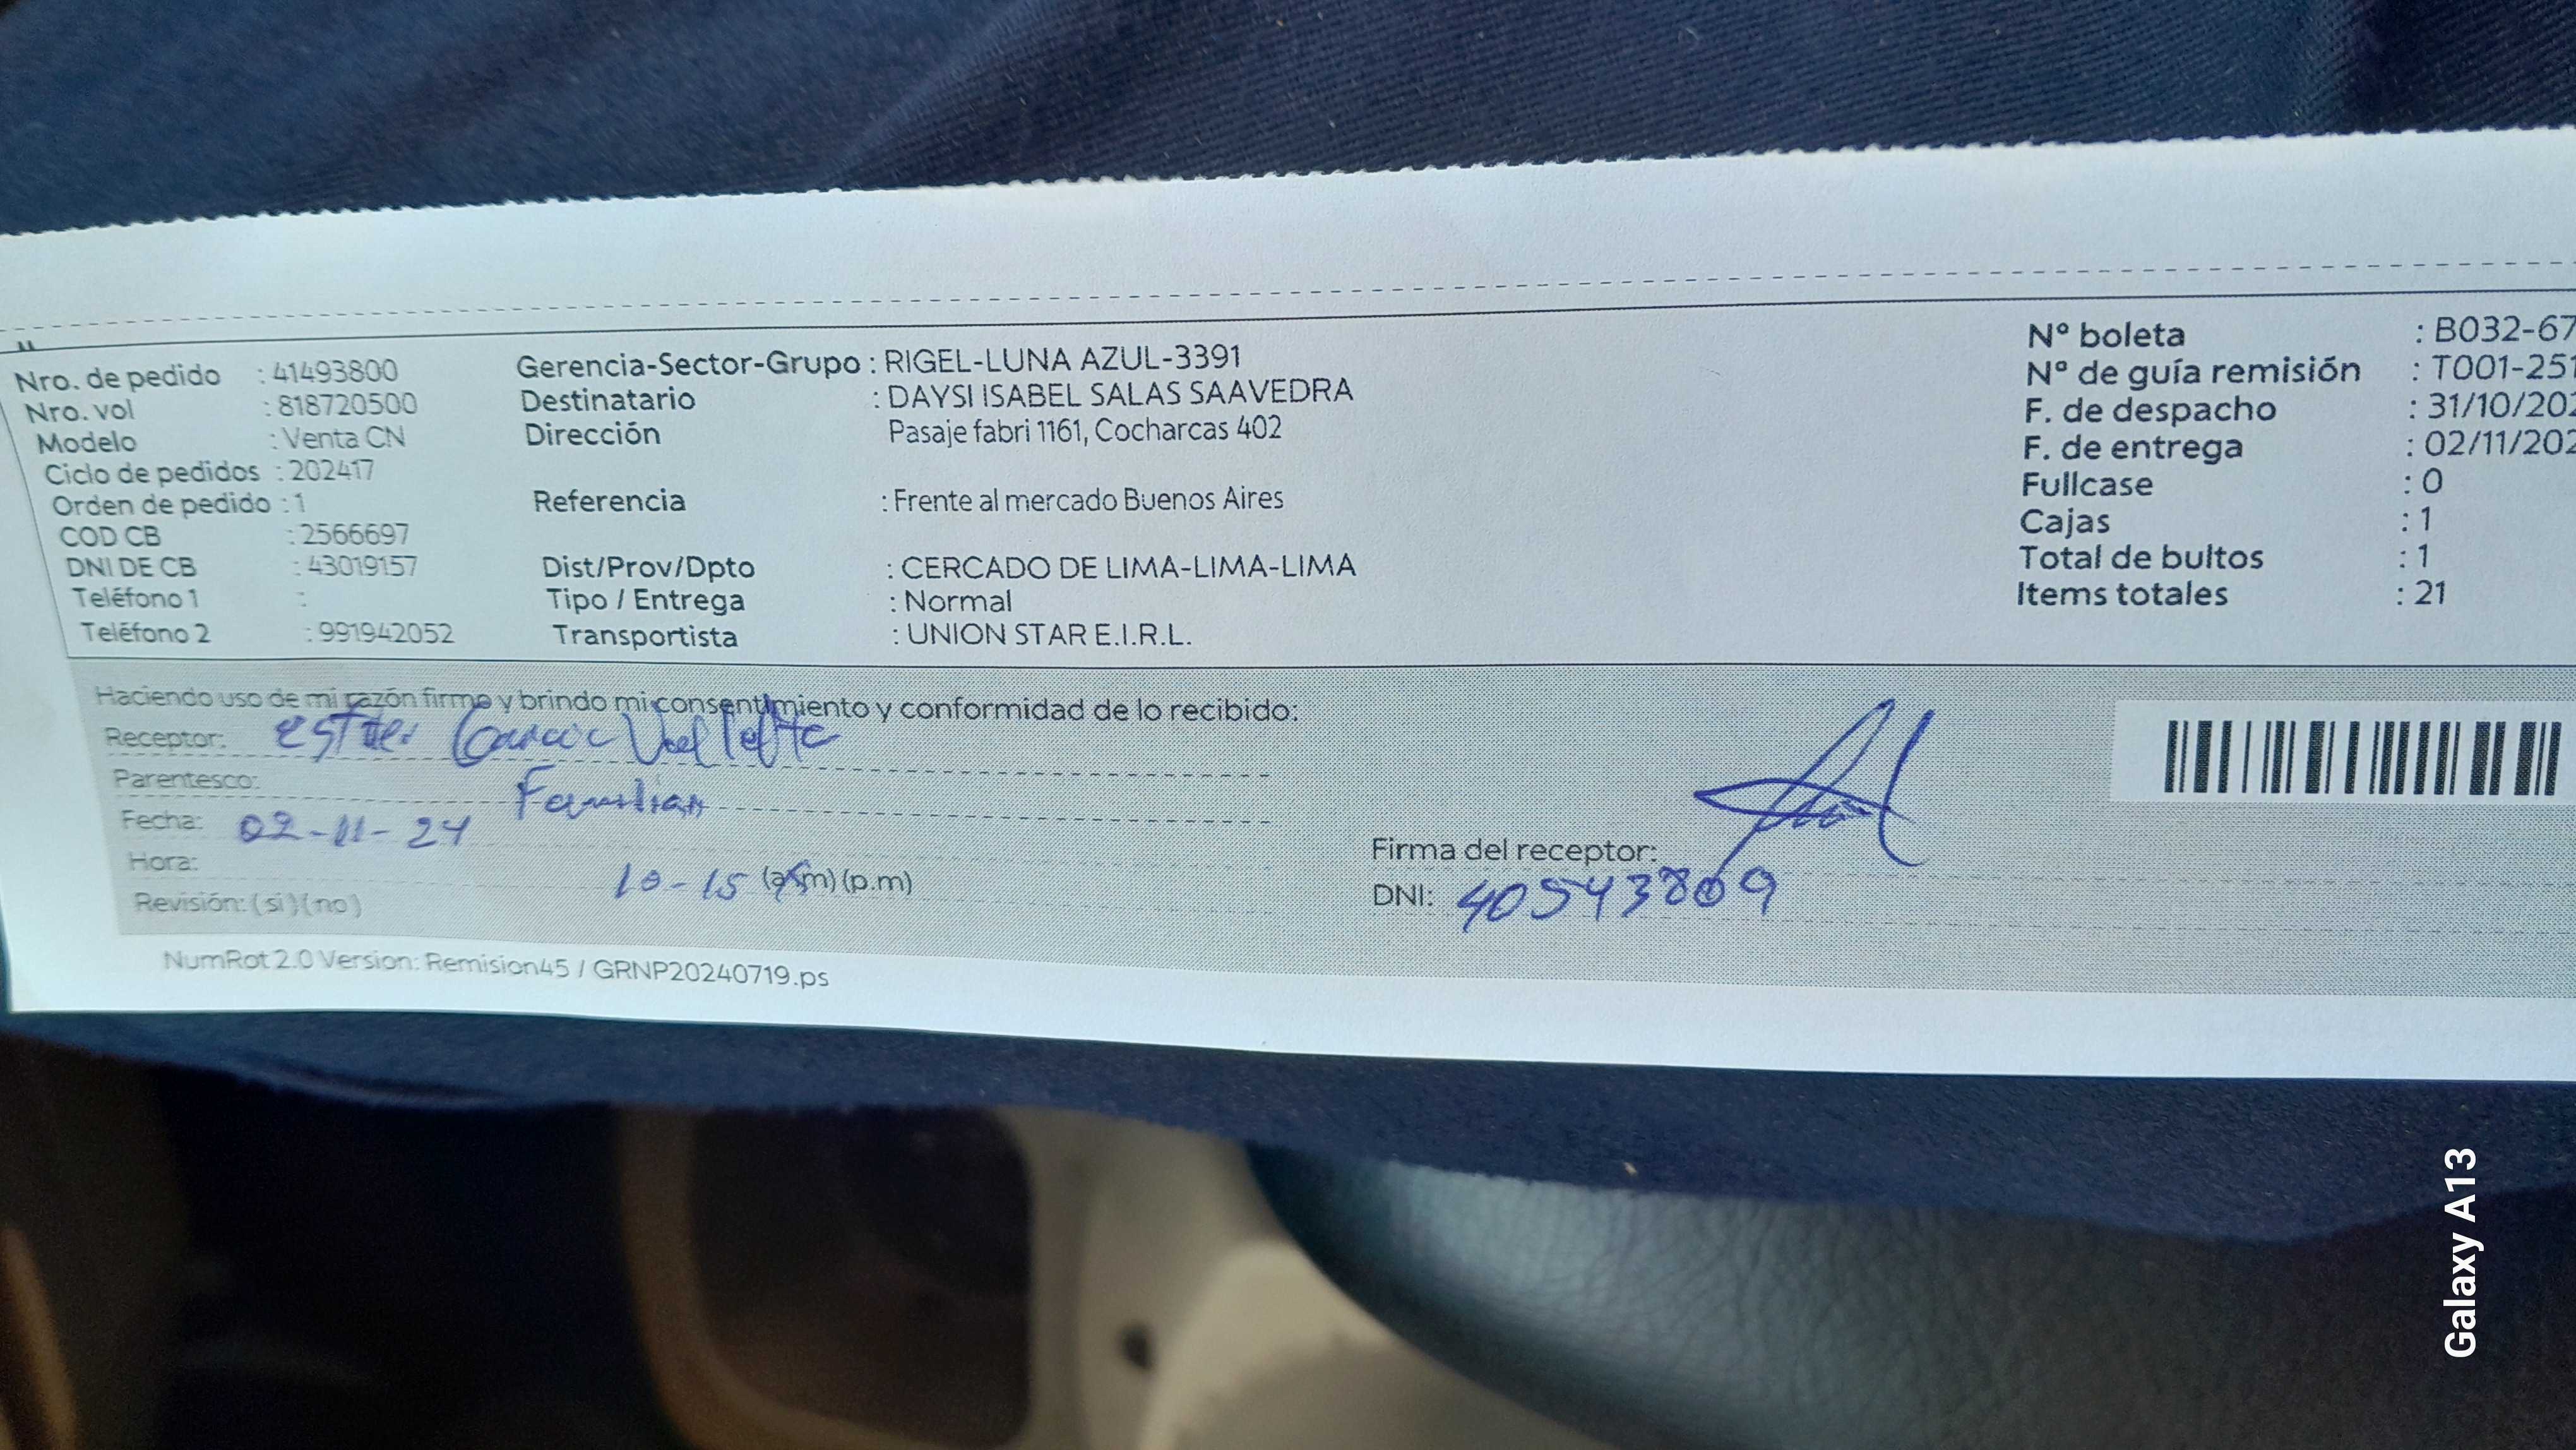 Nro. de pedido : 41493800
Nro. vol : 818720500
Modelo : Venta CN
Ciclo de pedidos : 202417
Orden de pedido : 1
COD CB : 2566697
DNI DE CB : 43019157
Teléfono 1 :
Teléfono 2 : 991942052
Gerencia-Sector-Grupo : RIGEL-LUNA AZUL-3391
Destinatario : DAYSI ISABEL SALAS SAAVEDRA
Dirección Pasaje fabri 1161, Cocharcas 402
Referencia : Frente al mercado Buenos Aires
Dist/Prov/Dpto : CERCADO DE LIMA-LIMA-LIMA
Tipo / Entrega : Normal
Transportista : UNION STAR E.I.R.L.
Nº boleta : B032-67
Nº de guía remisión : T001-251
F. de despacho : 31/10/202
F. de entrega : 02/11/202
Fullcase : 0
Cajas : 1
Total de bultos : 1
Items totales : 21
Haciendo uso de mi razón firmo y brindo mi consentimiento y conformidad de lo recibido:
Receptor: Ester
Parentesco: Familiar
Fecha: 02-11-24
Hora: 10-15 (a.m) (p.m)
Revisión: (si) (no)
Firma del receptor:
DNI: 40543809
NumRot 2.0 Version: Remision45 / GRNP20240719.ps
Galaxy A13